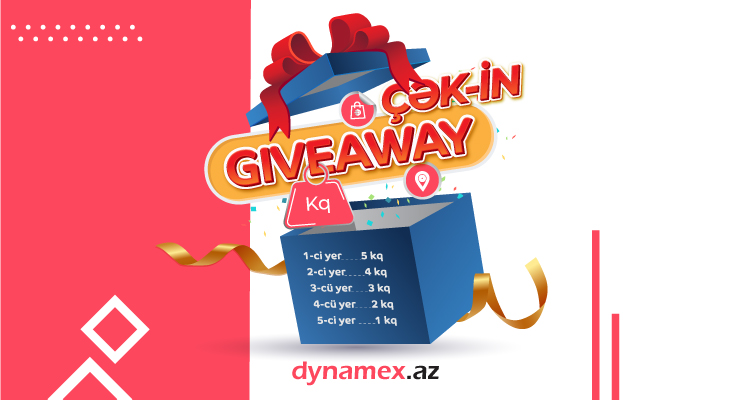 ÇƏK-İN
GIVEAWAY
Kq
1-ci yer.....5 kq
2-ci yer.....4 kq
3-cü yer....3 kq
4-cü yer....2 kq
5-ci yer ....1 kq
dynamex.az